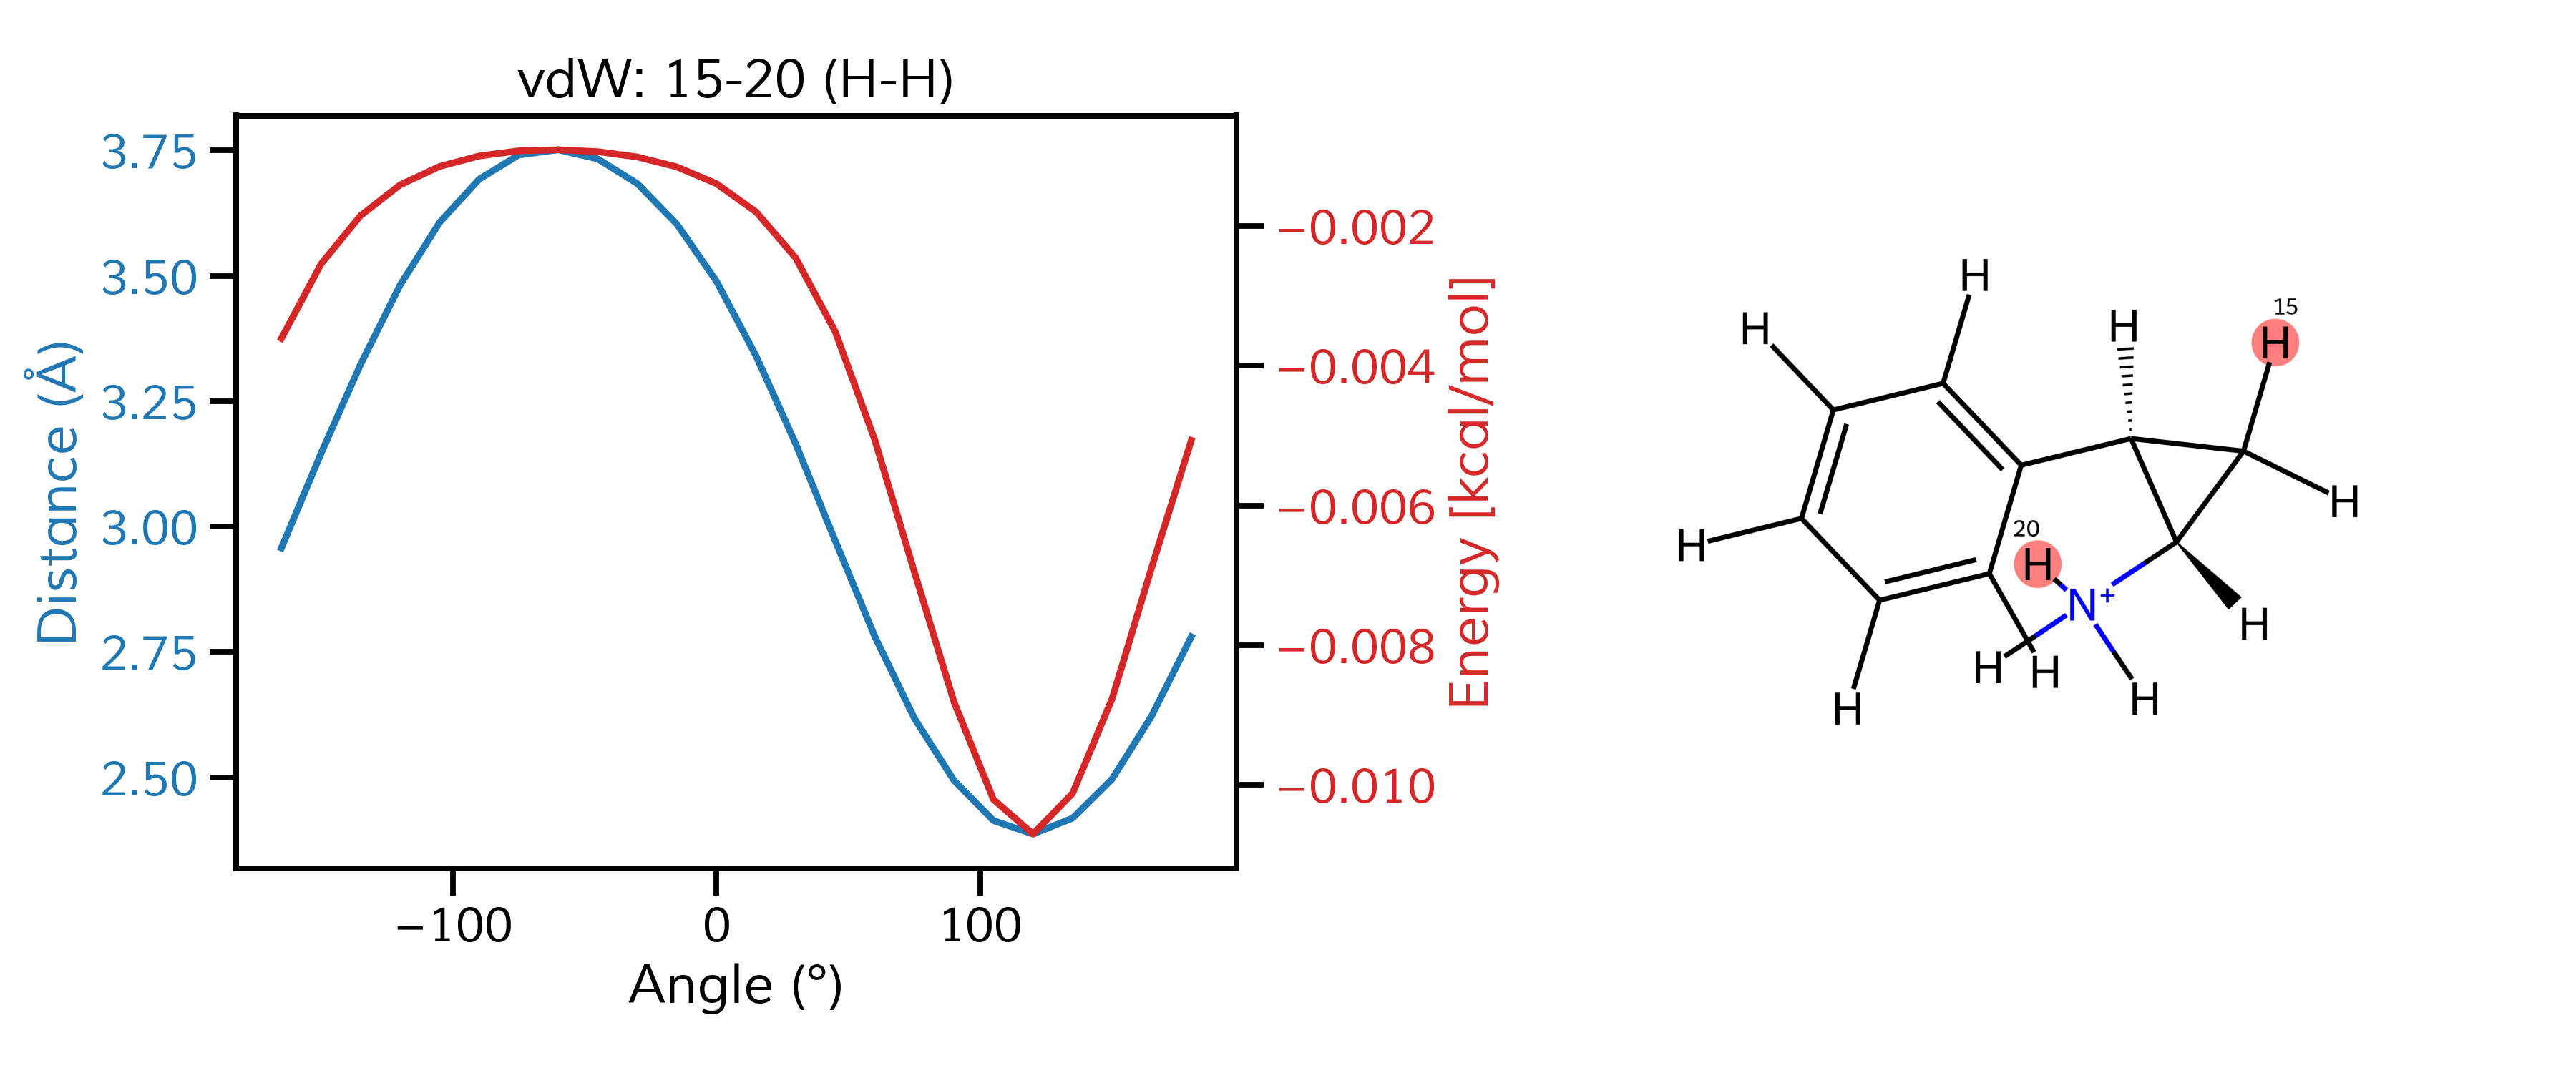 vdW: 15-20 (H-H)
3.75
3.50
3.25
3.00
2.75
2.50
Distance (Å)
−100
0
100
Angle (°)
−0.002
−0.004
−0.006
−0.008
−0.010
Energy [kcal/mol]
H
15
H
H
H
H
H
20
H
H
N+
H
H
H
H
H